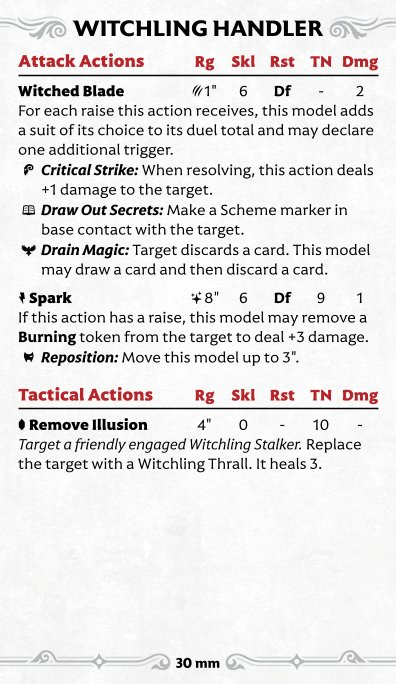 WITCHLING HANDLER
Attack Actions Rg Skl Rst TN Dmg
Witched Blade 1" 6 Df - 2
For each raise this action receives, this model adds
a suit of its choice to its duel total and may declare
one additional trigger.
Critical Strike: When resolving, this action deals
+1 damage to the target.
Draw Out Secrets: Make a Scheme marker in
base contact with the target.
Drain Magic: Target discards a card. This model
may draw a card and then discard a card.
Spark 8" 6 Df 9 1
If this action has a raise, this model may remove a
Burning token from the target to deal +3 damage.
Reposition: Move this model up to 3".
Tactical Actions Rg Skl Rst TN Dmg
Remove Illusion 4" 0 - 10 -
Target a friendly engaged Witchling Stalker. Replace
the target with a Witchling Thrall. It heals 3.
30 mm